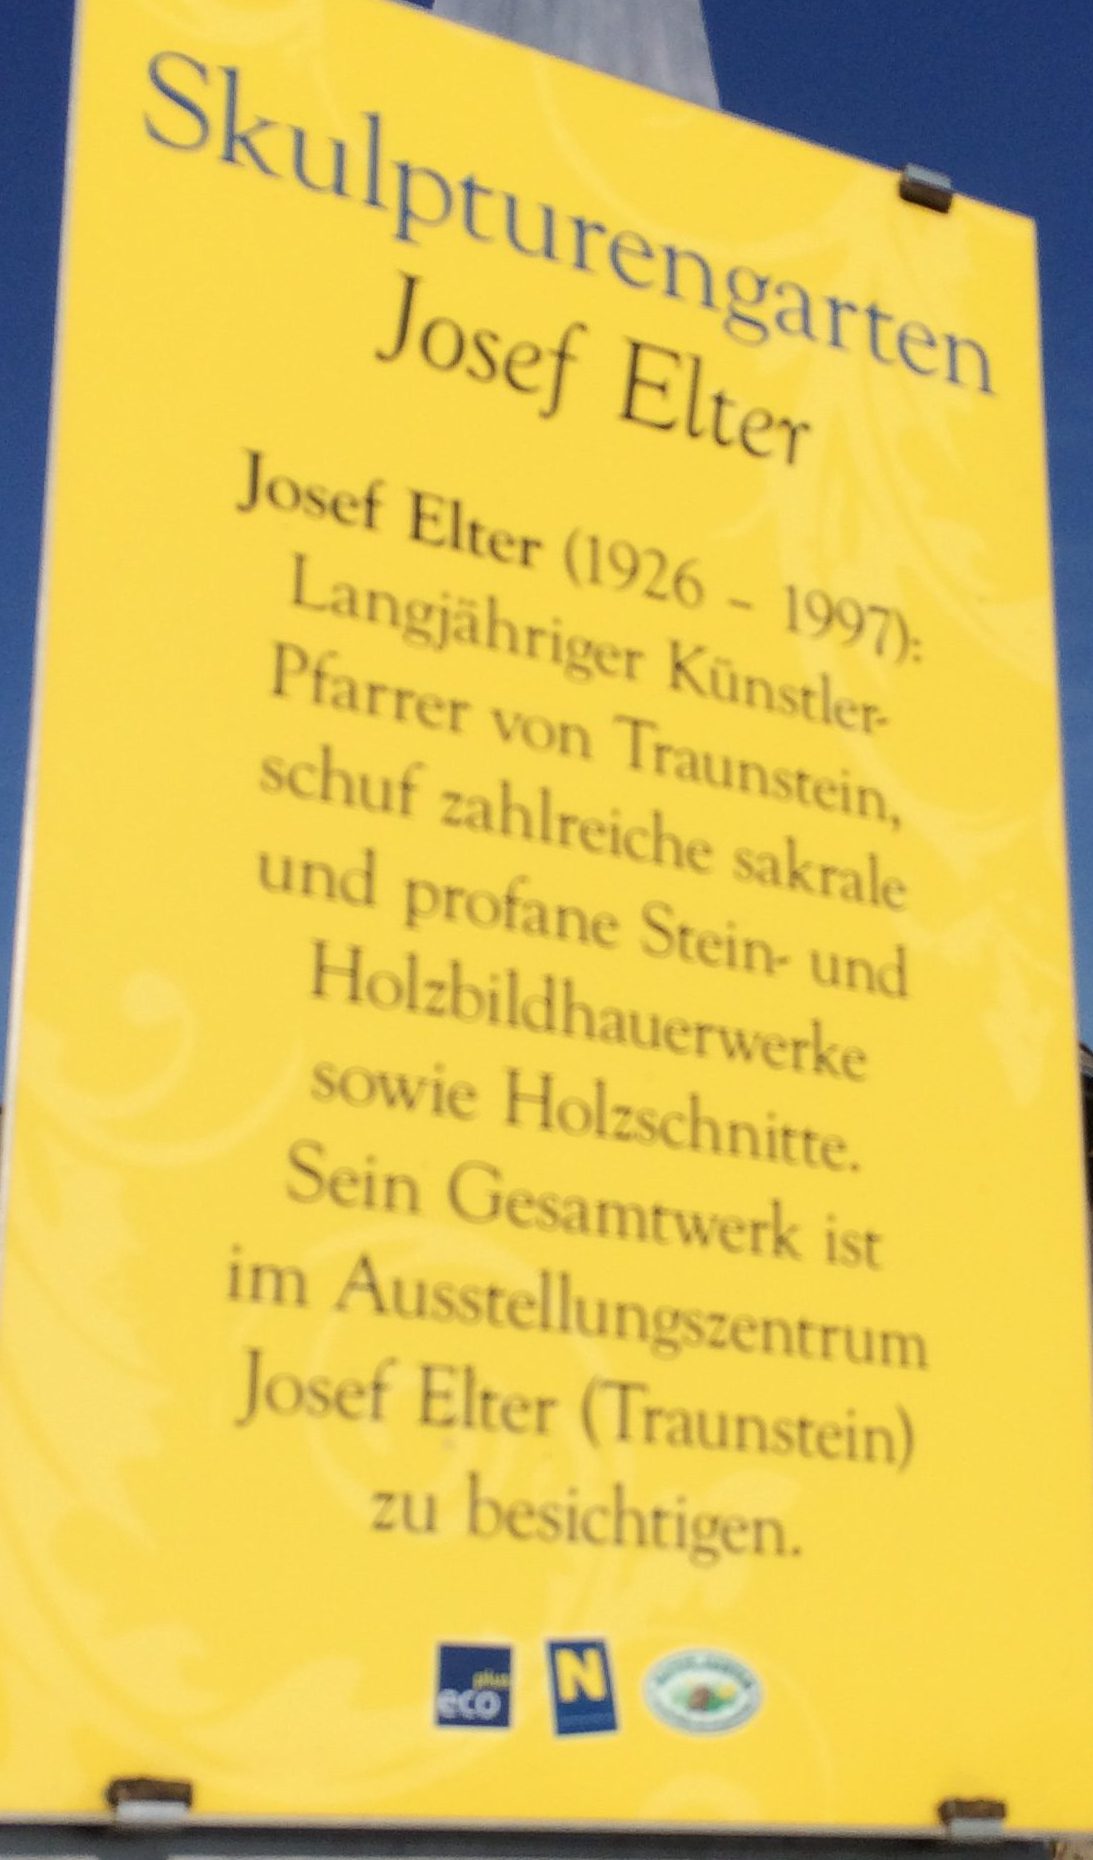 Skulpturengarten
Josef Elter
Josef Elter (1926 – 1997):
Langjähriger Künstler-
Pfarrer von Traunstein,
schuf zahlreiche sakrale
und profane Stein- und
Holzbildhauerwerke
sowie Holzschnitte.
Sein Gesamtwerk ist
im Ausstellungszentrum
Josef Elter (Traunstein)
zu besichtigen.
eco plus
N